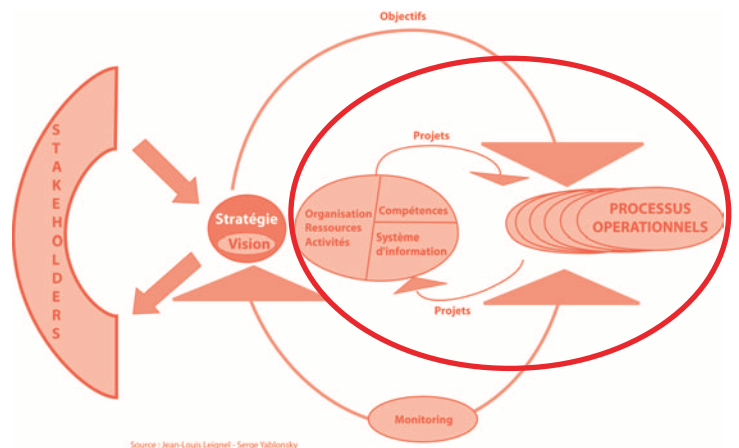 Objectifs
Projets
STAKEHOLDERS
Stratégie
Vision
Organisation
Ressources
Activités
Compétences
Système
d'information
PROCESSUS
OPERATIONNELS
Projets
Monitoring
Source : Jean-Louis Leignel - Serge Yablonsky